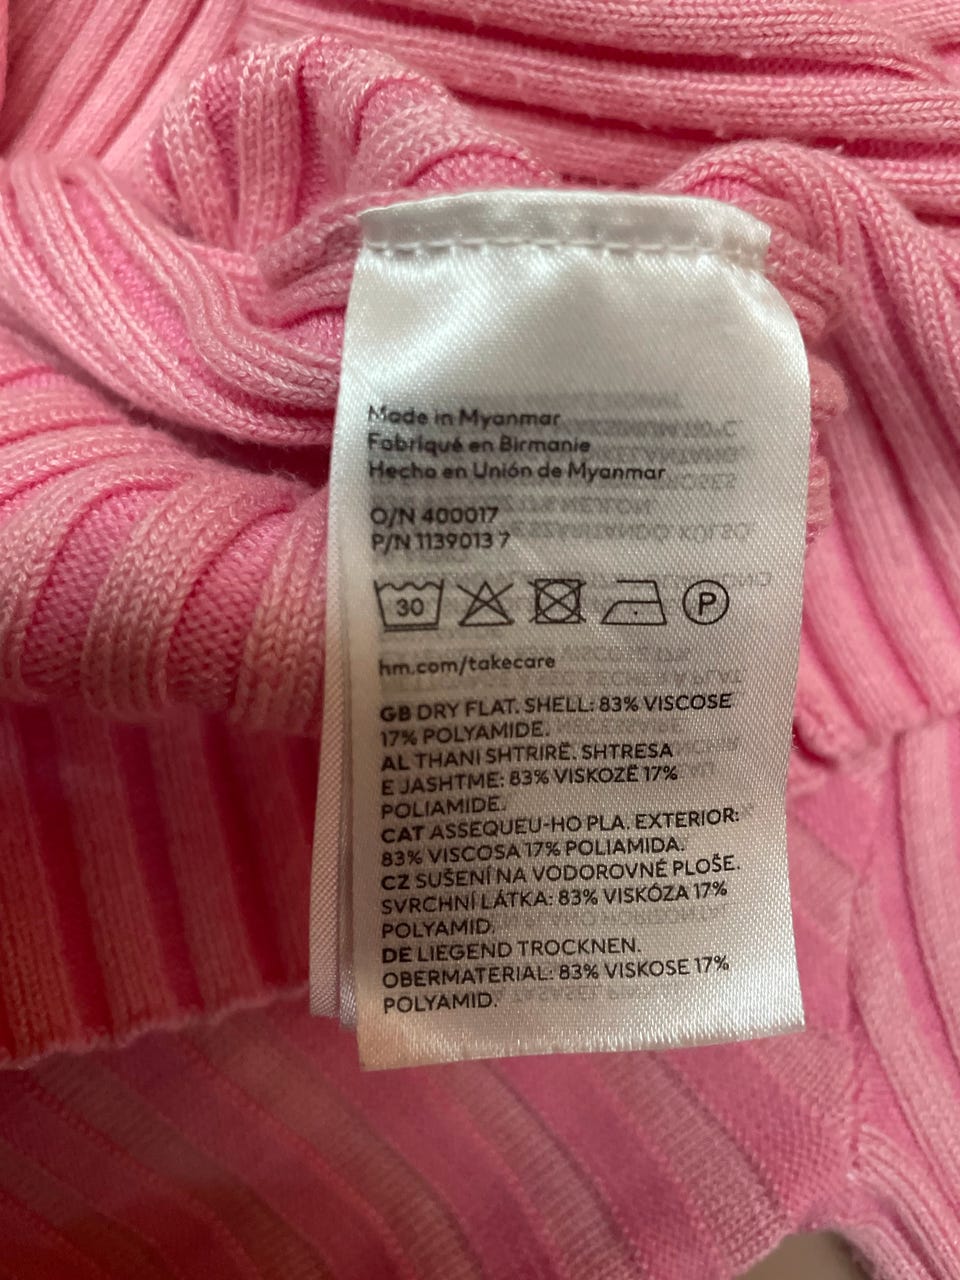 Made in Myanmar
Fabriqué en Birmanie
Hecho en Unión de Myanmar
O/N 400017
P/N 1139013 7
30 P
hm.com/takecare
GB DRY FLAT. SHELL: 83% VISCOSE
17% POLYAMIDE.
AL THANI SHTRIRË. SHTRESA
E JASHTME: 83% VISKOZË 17%
POLIAMIDE.
CAT ASSEQUEU-HO PLA. EXTERIOR:
83% VISCOSA 17% POLIAMIDA.
CZ SUŠENÍ NA VODOROVNÉ PLOŠE.
SVRCHNÍ LÁTKA: 83% VISKÓZA 17%
POLYAMID.
DE LIEGEND TROCKNEN.
OBERMATERIAL: 83% VISKOSE 17%
POLYAMID.